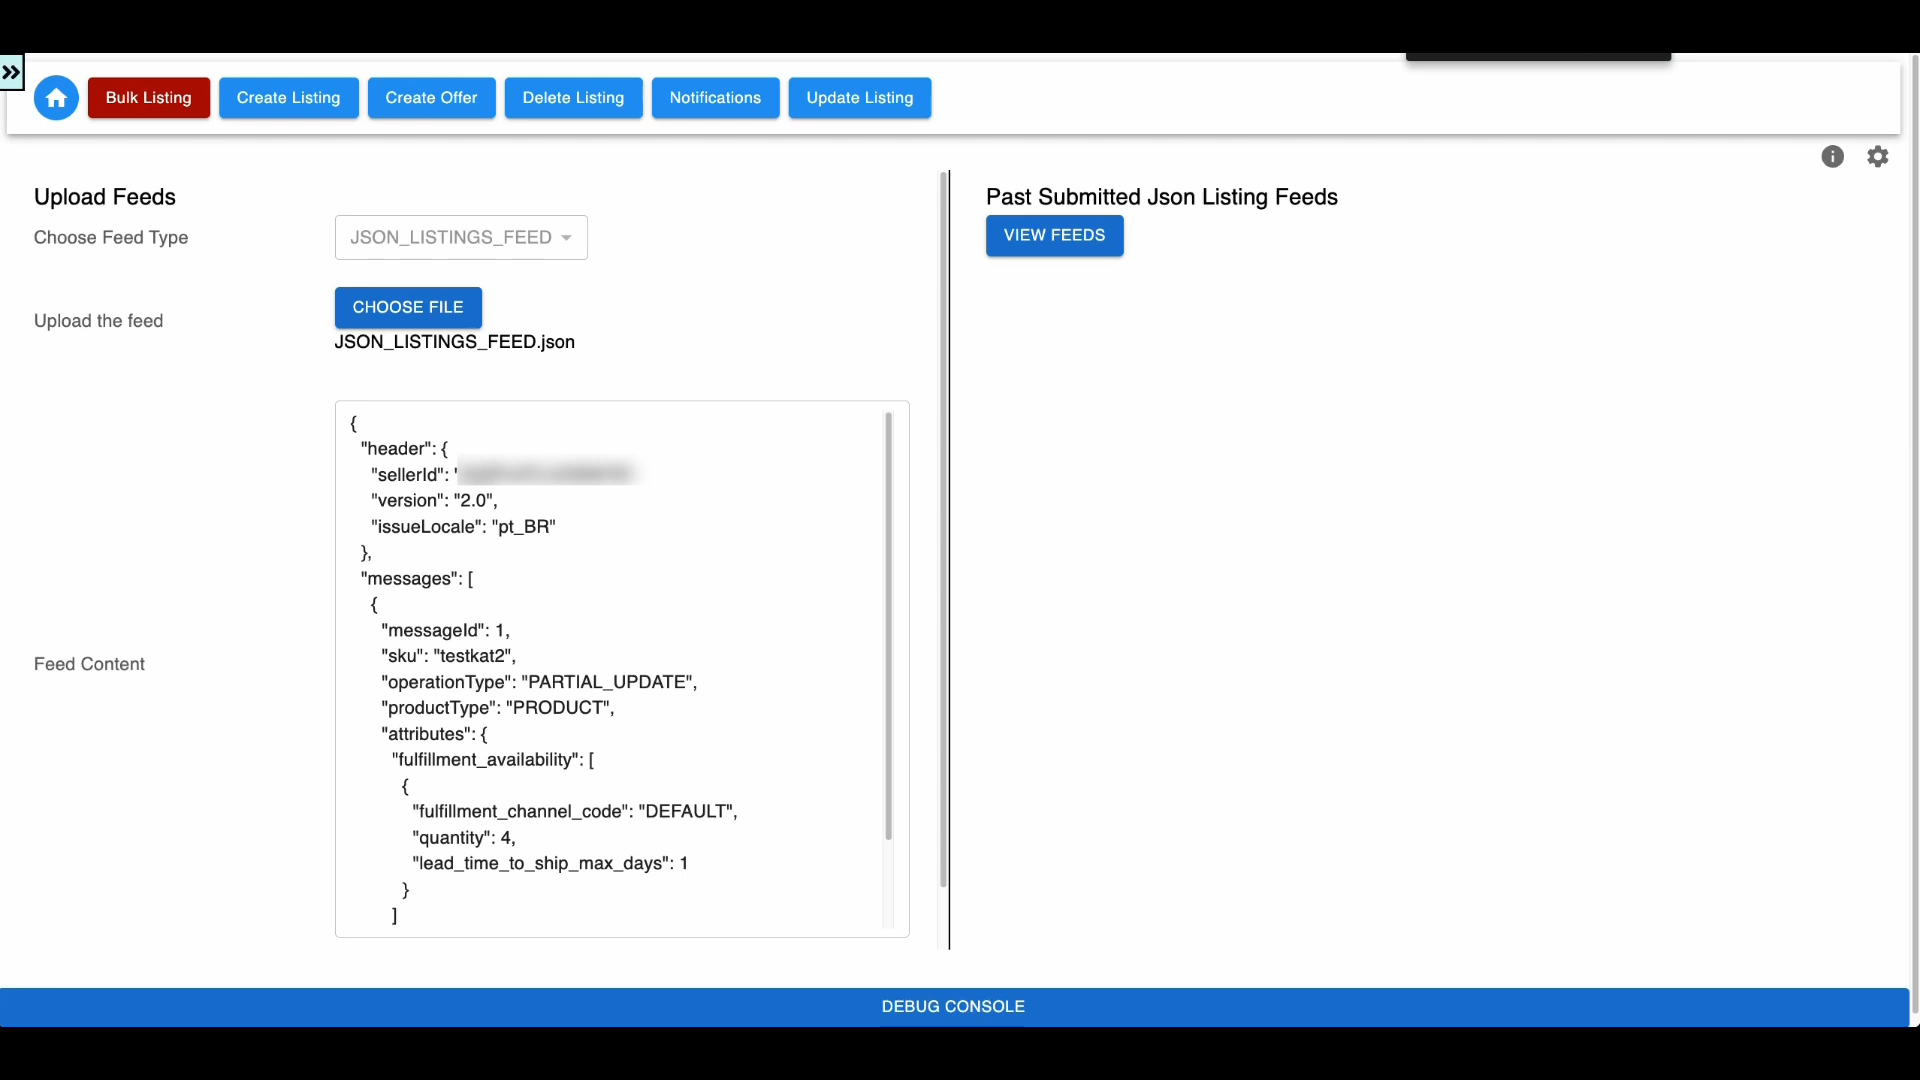 Bulk Listing
Create Listing
Create Offer
Delete Listing
Notifications
Update Listing
Upload Feeds
Choose Feed Type
JSON_LISTINGS_FEED
Upload the feed
CHOOSE FILE
JSON_LISTINGS_FEED.json
Feed Content
{
"header": {
"sellerId": "
"version": "2.0",
"issueLocale": "pt_BR"
},
"messages": [
{
"messageId": 1,
"sku": "testkat2",
"operationType": "PARTIAL_UPDATE",
"productType": "PRODUCT",
"attributes": {
"fulfillment_availability": [
{
"fulfillment_channel_code": "DEFAULT",
"quantity": 4,
"lead_time_to_ship_max_days": 1
}
]
Past Submitted Json Listing Feeds
VIEW FEEDS
DEBUG CONSOLE